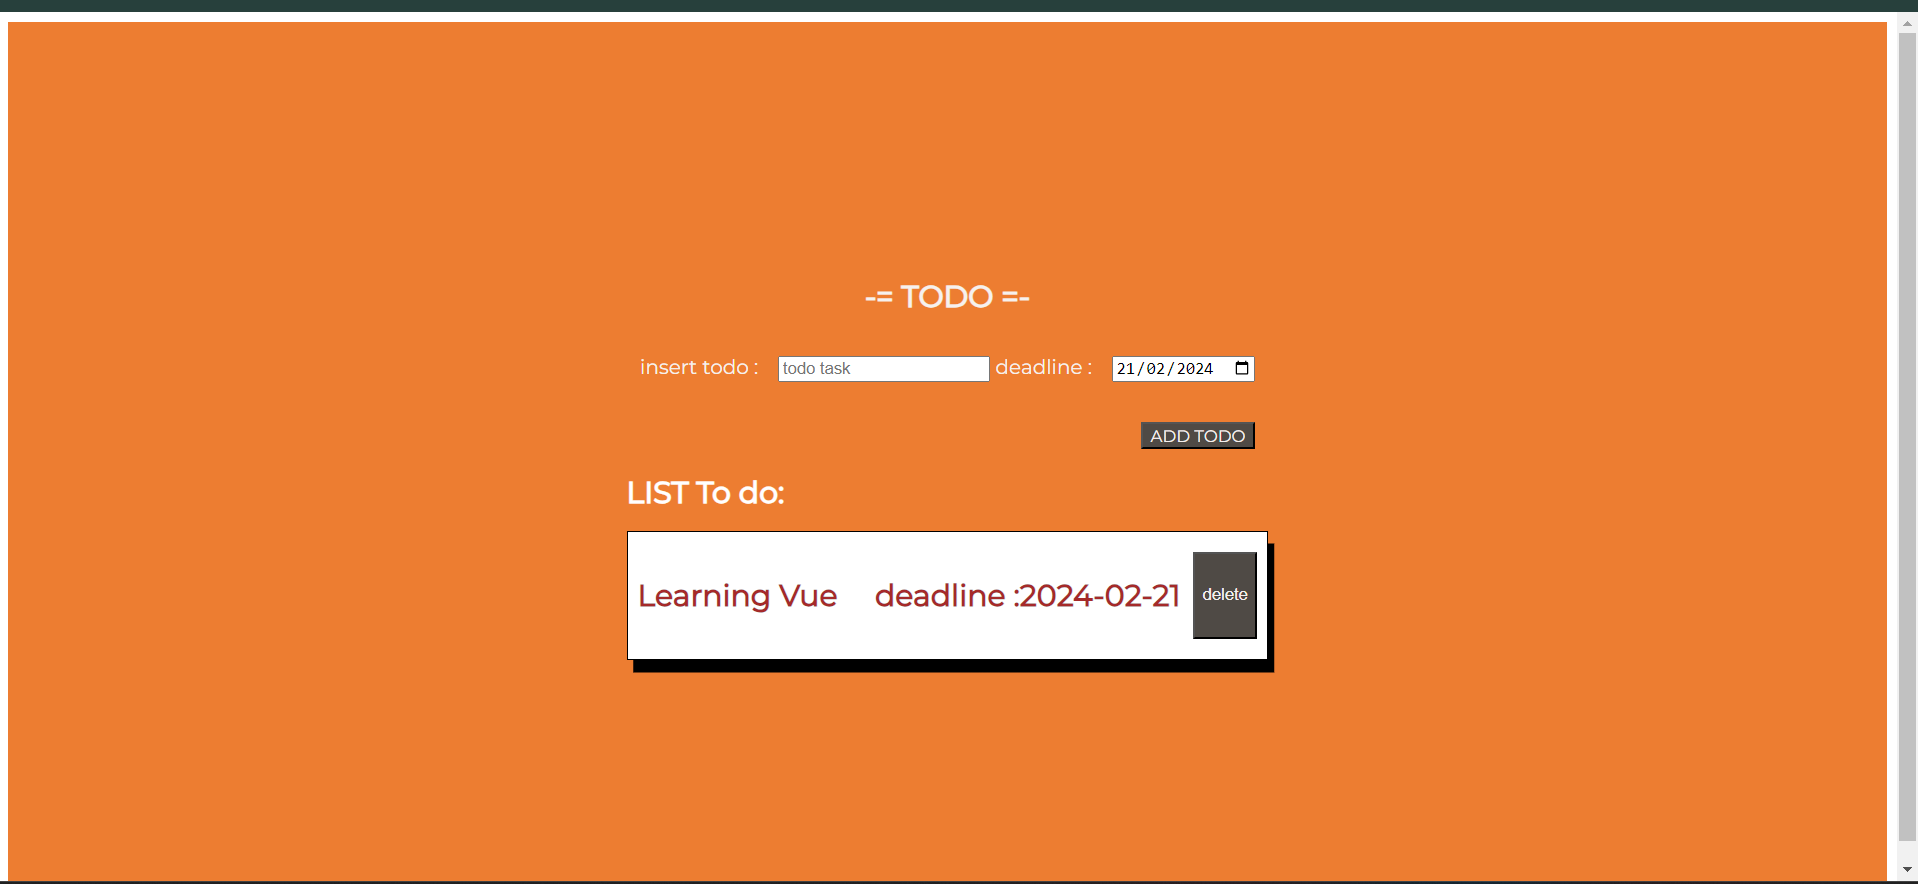 -= TODO =-
insert todo : todo task deadline : 21/02/2024
ADD TODO
LIST To do:
Learning Vue deadline :2024-02-21 delete